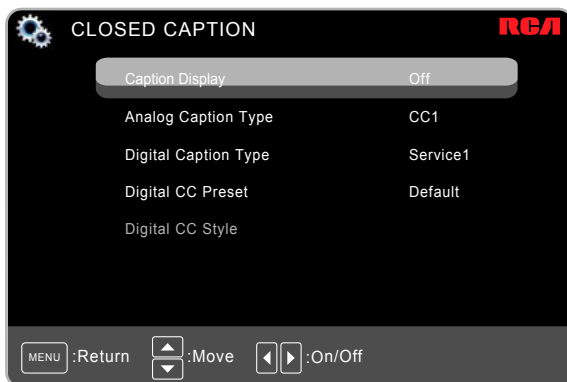 CLOSED CAPTION RCA
Caption Display Off
Analog Caption Type CC1
Digital Caption Type Service1
Digital CC Preset Default
Digital CC Style
MENU :Return :Move :On/Off